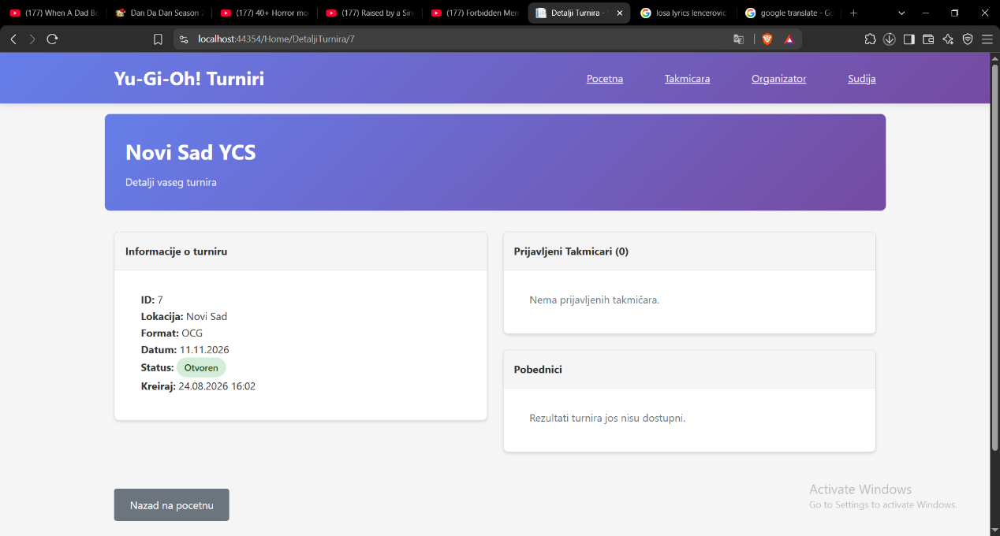 (177) When A Dad Be
Dan Da Dan Season 2
(177) 40+ Horror mo
(177) Raised by a Sin
(177) Forbidden Mem
Detalji Turnira -
losa lyrics lencerovic
google translate - Go
localhost:44354/Home/DetaljiTurnira/7
Yu-Gi-Oh! Turniri
Pocetna
Takmicara
Organizator
Sudija
Novi Sad YCS
Detalji vaseg turnira
Informacije o turniru
ID: 7
Lokacija: Novi Sad
Format: OCG
Datum: 11.11.2026
Status: Otvoren
Kreiraj: 24.08.2026 16:02
Prijavljeni Takmicari (0)
Nema prijavljenih takmičara.
Pobednici
Rezultati turnira jos nisu dostupni.
Nazad na pocetnu
Activate Windows
Go to Settings to activate Windows.